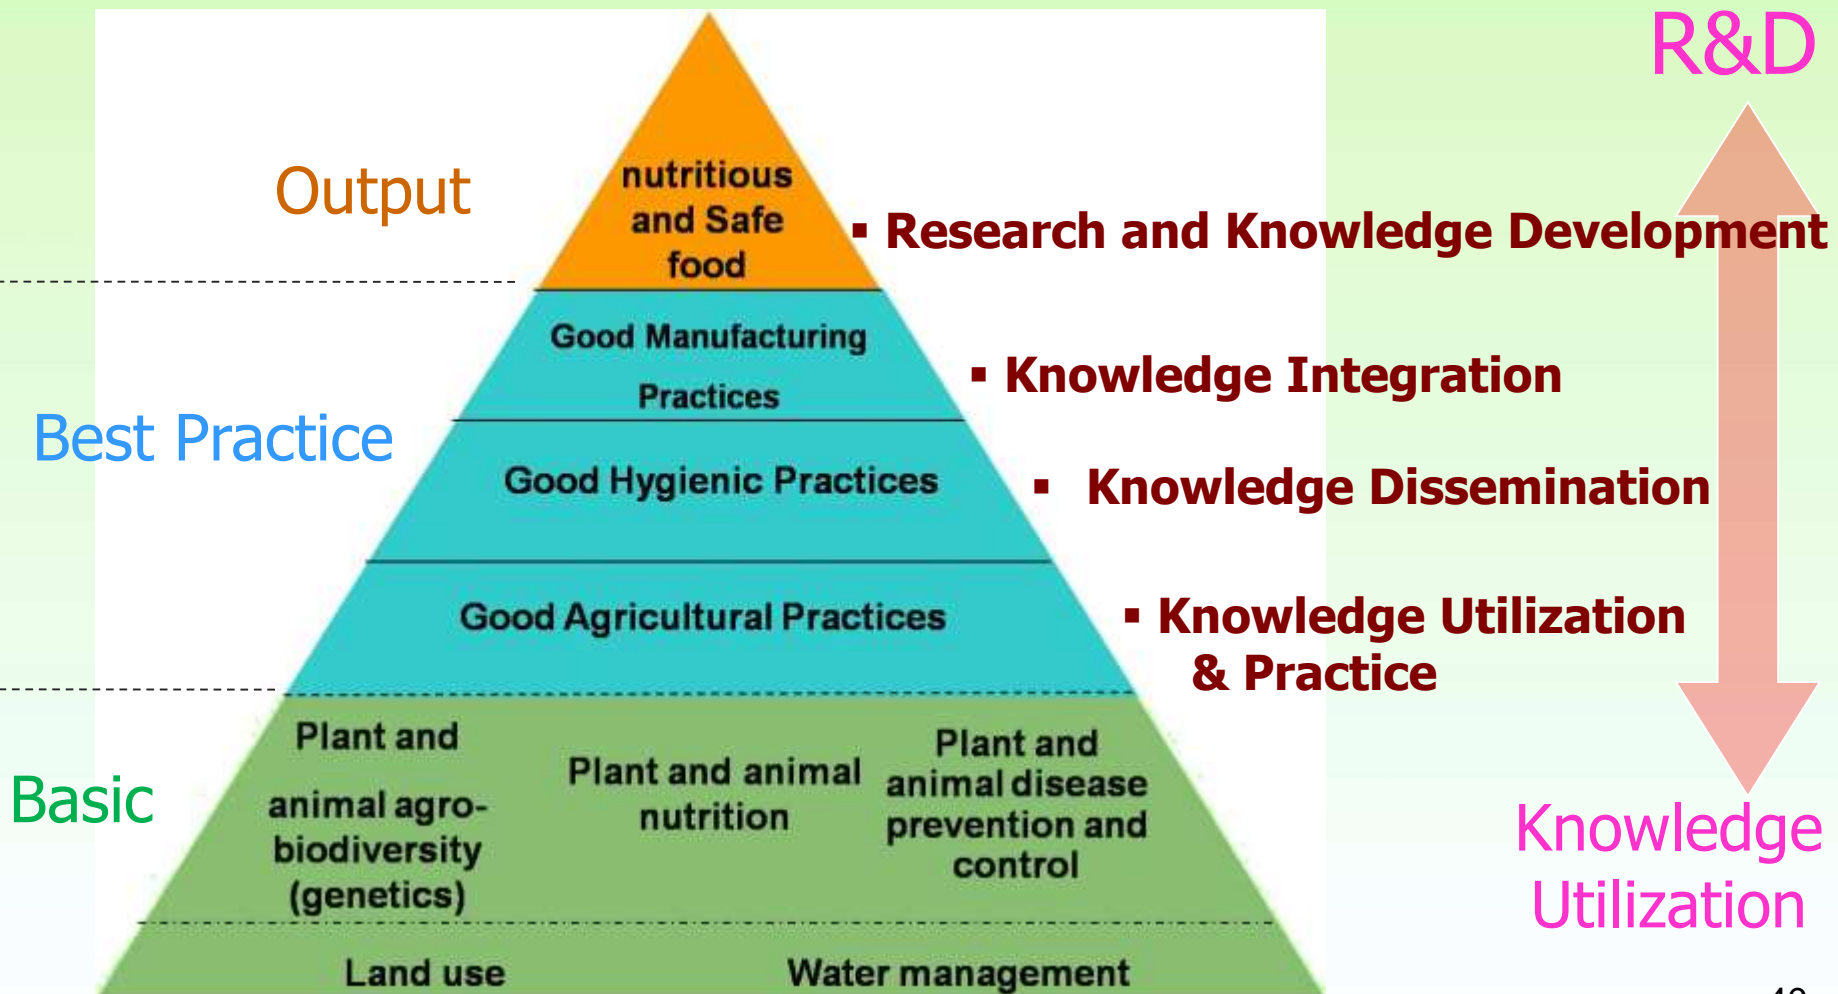 R&D
Output
nutritious
and Safe
food
▪ Research and Knowledge Development
Good Manufacturing
Practices
▪ Knowledge Integration
Best Practice
Good Hygienic Practices
▪ Knowledge Dissemination
Good Agricultural Practices
▪ Knowledge Utilization
& Practice
Basic
Plant and
animal agro-
biodiversity
(genetics)
Plant and animal
nutrition
Plant and
animal disease
prevention and
control
Knowledge
Utilization
Land use
Water management